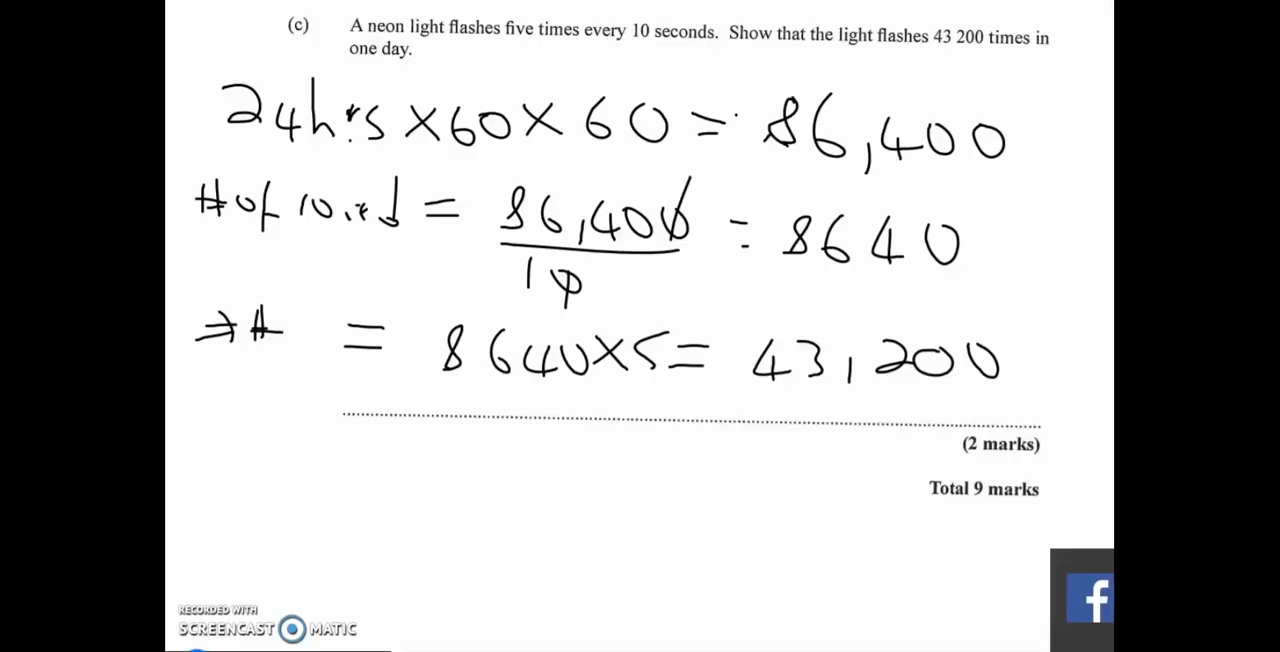 (c) A neon light flashes five times every 10 seconds. Show that the light flashes 43 200 times in
one day.
24hrs × 60 × 60 = 86,400
# of 10 = 86,400 / 10 = 8640
⇒ # = 8640 × 5 = 43,200
(2 marks)
Total 9 marks
RECORDED WITH
SCREENCAST MATIC
f